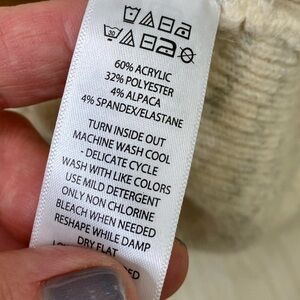 30
60% ACRYLIC
32% POLYESTER
4% ALPACA
4% SPANDEX/ELASTANE
TURN INSIDE OUT
MACHINE WASH COOL
- DELICATE CYCLE
WASH WITH LIKE COLORS
USE MILD DETERGENT
ONLY NON CHLORINE
BLEACH WHEN NEEDED
RESHAPE WHILE DAMP
DRY FLAT